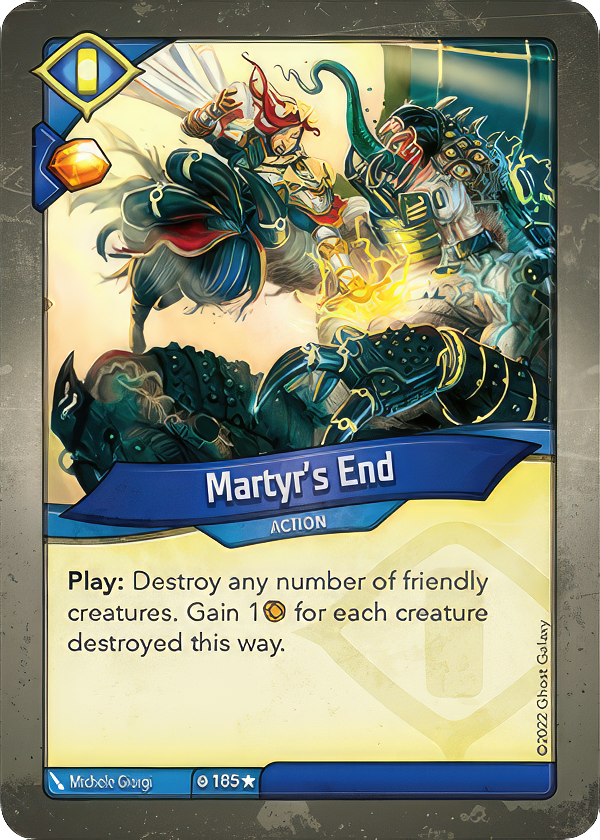 Martyr's End
ACTION
Play: Destroy any number of friendly
creatures. Gain 1 for each creature
destroyed this way.
©2022 Ghost Galaxy
Michele Giorgi
185